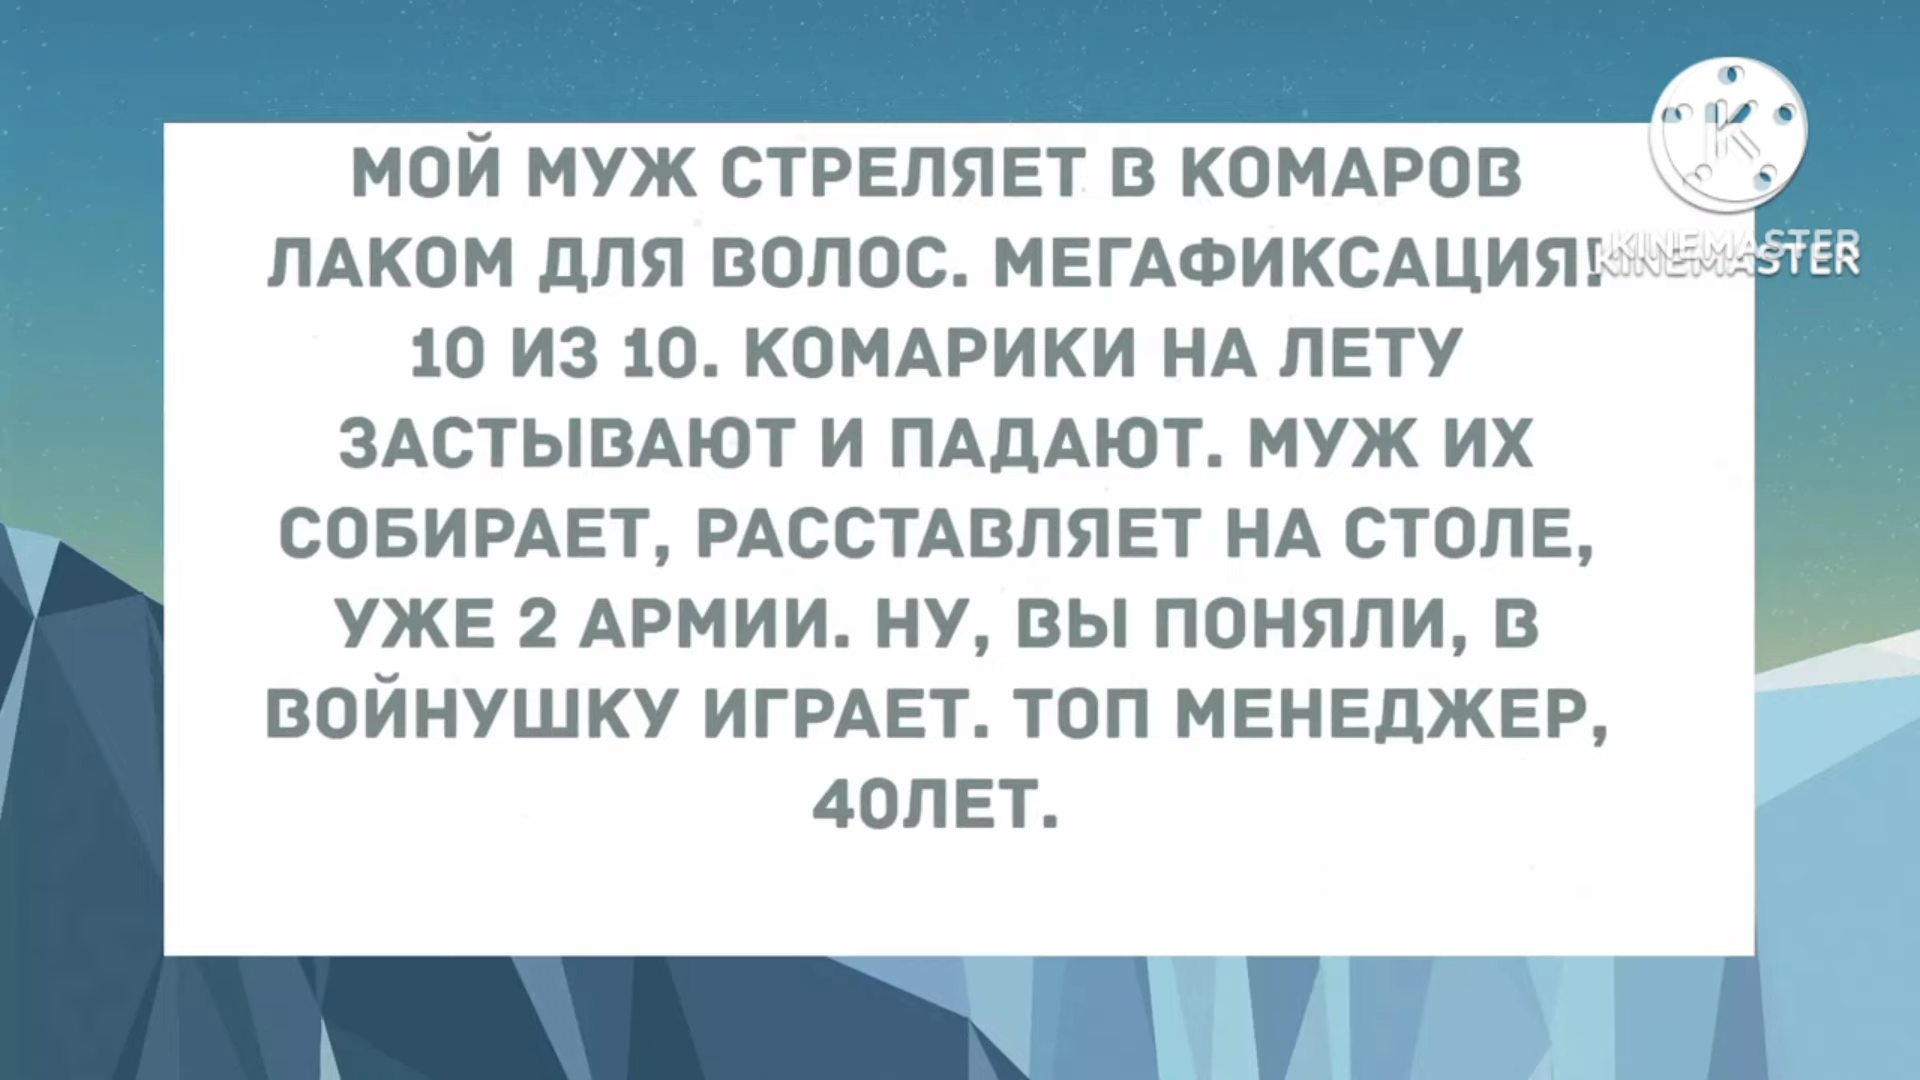 МОЙ МУЖ СТРЕЛЯЕТ В КОМАРОВ
ЛАКОМ ДЛЯ ВОЛОС. МЕГАФИКСАЦИЯ!
10 ИЗ 10. КОМАРИКИ НА ЛЕТУ
ЗАСТЫВАЮТ И ПАДАЮТ. МУЖ ИХ
СОБИРАЕТ, РАССТАВЛЯЕТ НА СТОЛЕ,
УЖЕ 2 АРМИИ. НУ, ВЫ ПОНЯЛИ, В
ВОЙНУШКУ ИГРАЕТ. ТОП МЕНЕДЖЕР,
40ЛЕТ.
K
KINEMASTER
KINEMASTER